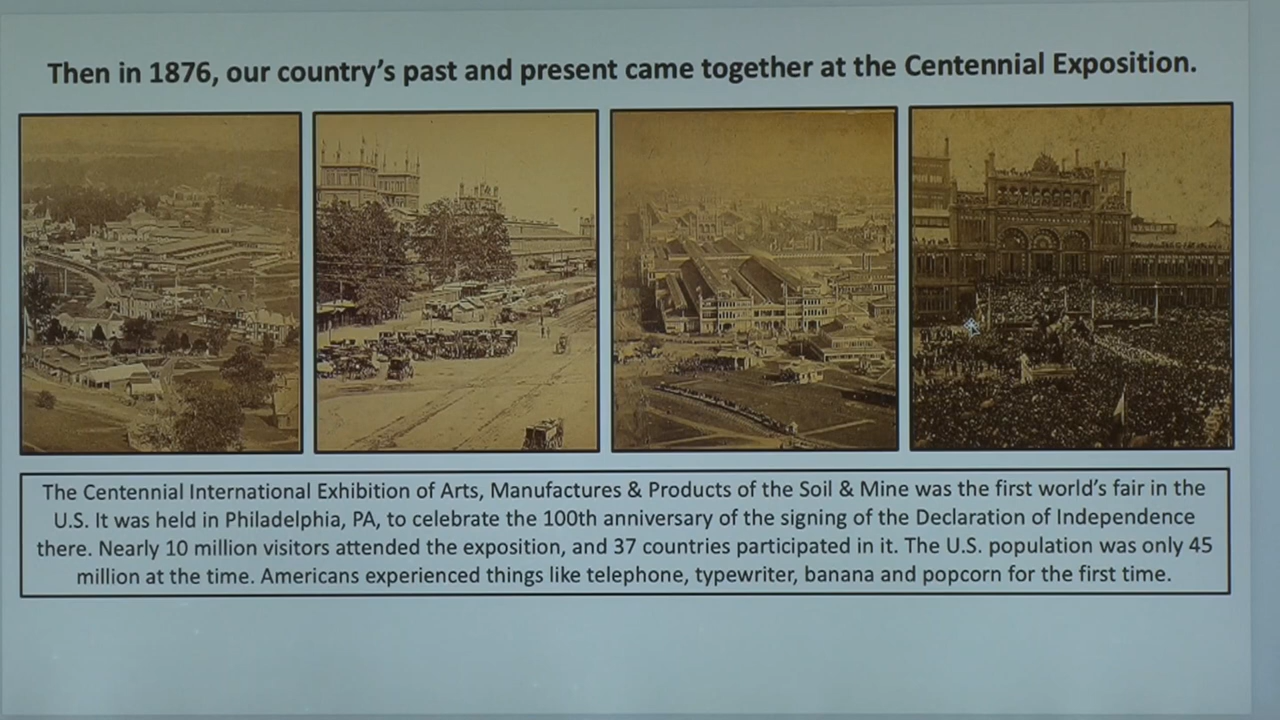 Then in 1876, our country's past and present came together at the Centennial Exposition.
The Centennial International Exhibition of Arts, Manufactures & Products of the Soil & Mine was the first world's fair in the
U.S. It was held in Philadelphia, PA, to celebrate the 100th anniversary of the signing of the Declaration of Independence
there. Nearly 10 million visitors attended the exposition, and 37 countries participated in it. The U.S. population was only 45
million at the time. Americans experienced things like telephone, typewriter, banana and popcorn for the first time.